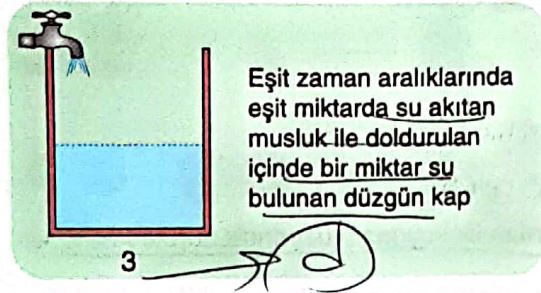 Eşit zaman aralıklarında
eşit miktarda su akıtan
musluk ile doldurulan
içinde bir miktar su
bulunan düzgün kap
3
d